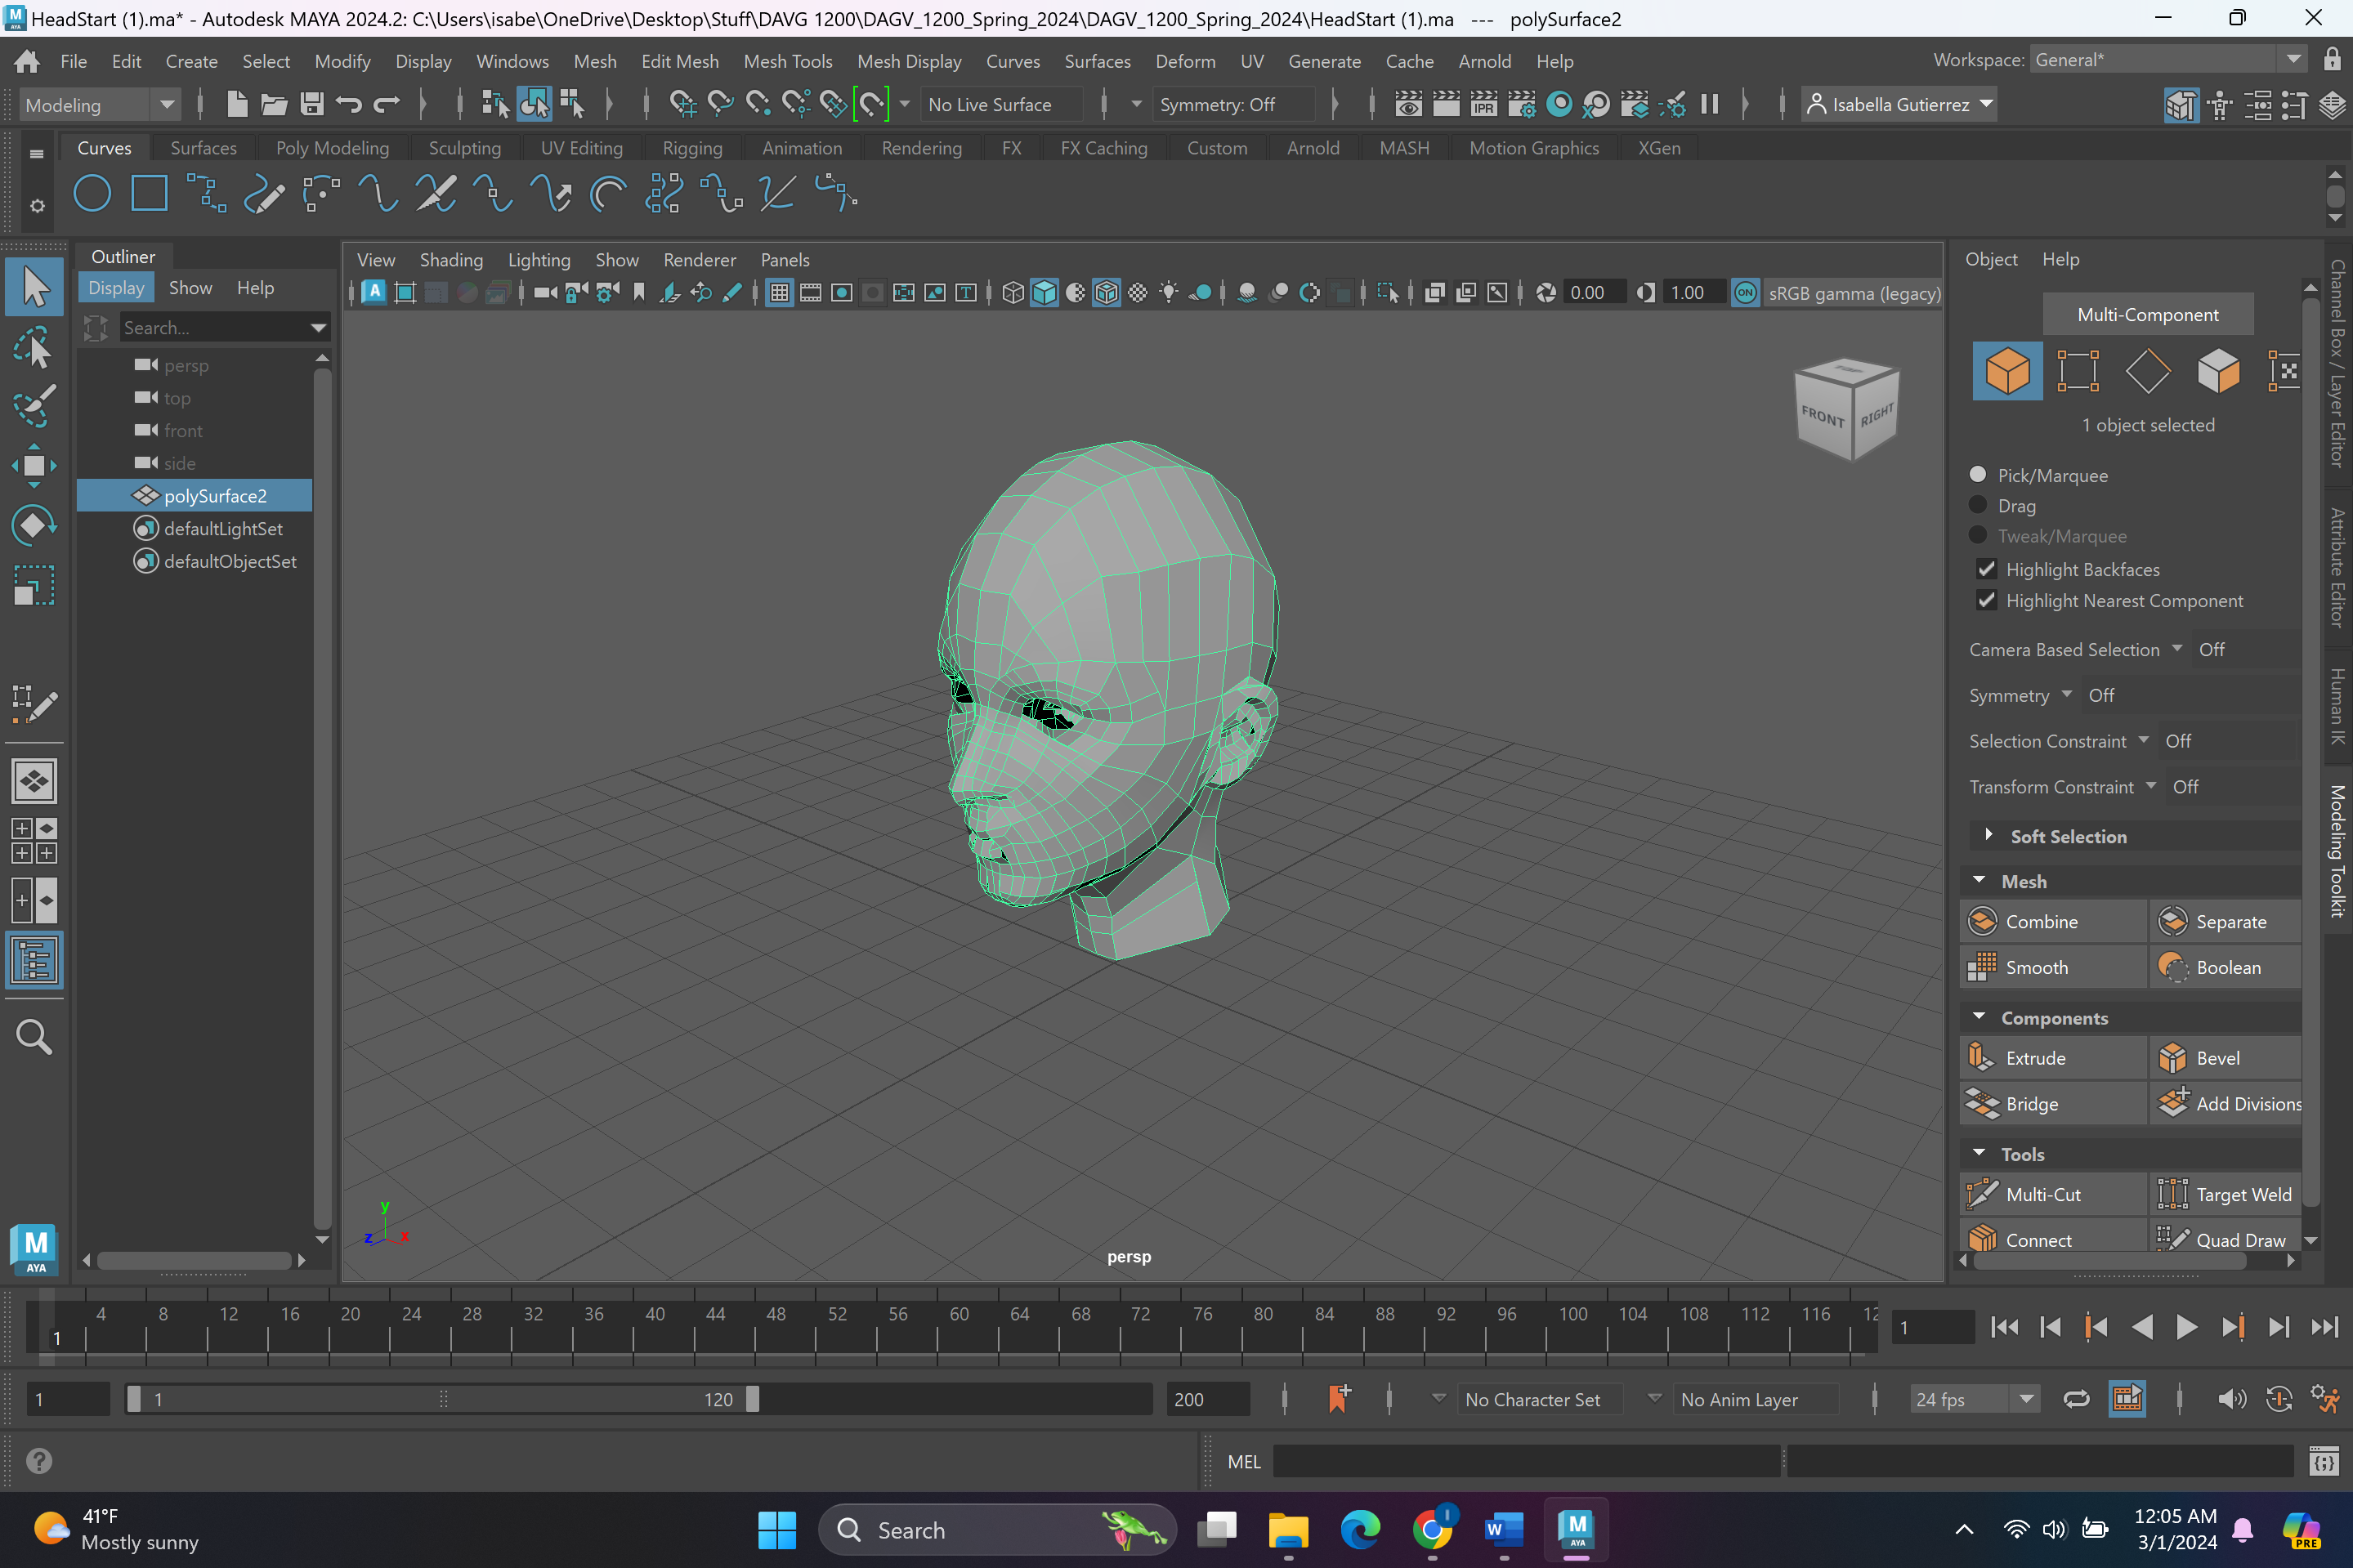 HeadStart (1).ma* - Autodesk MAYA 2024.2: C:\Users\isabe\OneDrive\Desktop\Stuff\DAVG 1200\DAGV_1200_Spring_2024\DAGV_1200_Spring_2024\HeadStart (1).ma --- polySurface2
File Edit Create Select Modify Display Windows Mesh Edit Mesh Mesh Tools Mesh Display Curves Surfaces Deform UV Generate Cache Arnold Help Workspace: General*
Modeling No Live Surface Symmetry: Off IPR Isabella Gutierrez
Curves Surfaces Poly Modeling Sculpting UV Editing Rigging Animation Rendering FX FX Caching Custom Arnold MASH Motion Graphics XGen
Outliner
Display Show Help
Search...
persp
top
front
side
polySurface2
defaultLightSet
defaultObjectSet
View Shading Lighting Show Renderer Panels
0.00 1.00 ON sRGB gamma (legacy)
TOP
FRONT RIGHT
y
z x
persp
Object Help
Multi-Component
1 object selected
Pick/Marquee
Drag
Tweak/Marquee
Highlight Backfaces
Highlight Nearest Component
Camera Based Selection Off
Symmetry Off
Selection Constraint Off
Transform Constraint Off
Soft Selection
Mesh
Combine Separate
Smooth Boolean
Components
Extrude Bevel
Bridge Add Divisions
Tools
Multi-Cut Target Weld
Connect Quad Draw
Channel Box / Layer Editor
Attribute Editor
Human IK
Modeling Toolkit
M
AYA
4 8 12 16 20 24 28 32 36 40 44 48 52 56 60 64 68 72 76 80 84 88 92 96 100 104 108 112 116 12
1 1
1 1 120 200 No Character Set No Anim Layer 24 fps
MEL
41°F
Mostly sunny
Search
12:05 AM
3/1/2024
PRE